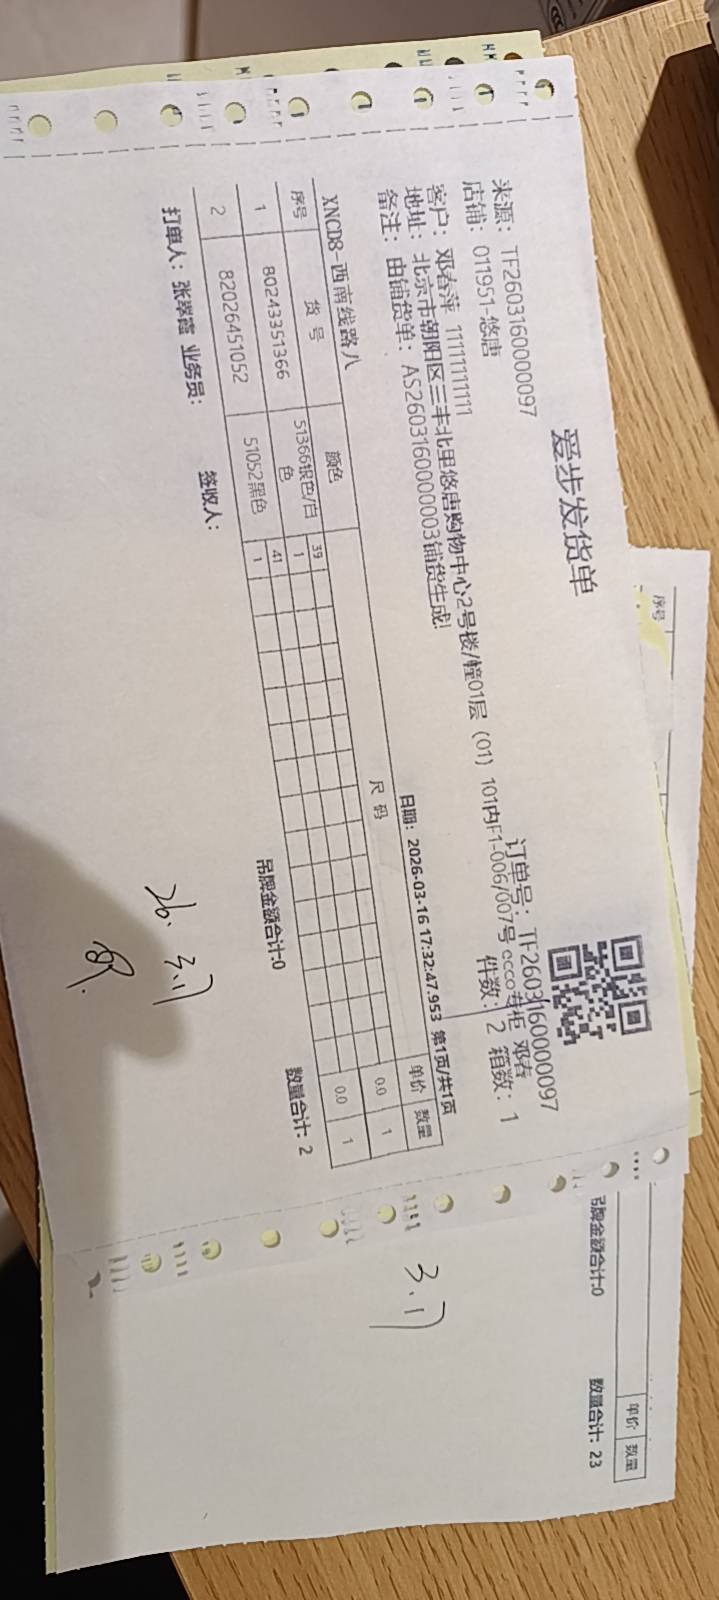 爱步发货单
来源: TF2603160000097
订单号: TF2603160000097
店铺: 011951-悠唐
件数: 2 箱数: 1
客户: 邓春萍 11111111111
地址: 北京市朝阳区三丰北里悠唐购物中心2号楼/幢01层 (01) 101内F1-006/007号 ecco专柜 邓春
备注: 由铺货单: AS2603160000003铺货生成!
日期: 2026-03-16 17:32:47.953 第1页/共1页
XNCD8-西南线路八
序号 货号 颜色 尺码 单价 数量
39
1 80243351366 51366银色/白色 1 0.0 1
41
2 82026451052 51052黑色 1 0.0 1
吊牌金额合计:0 数量合计: 2
打单人: 张翠霞 业务员: 签收人:
26. 3.17
序号
单价 数量
吊牌金额合计:0 数量合计: 23
3.17